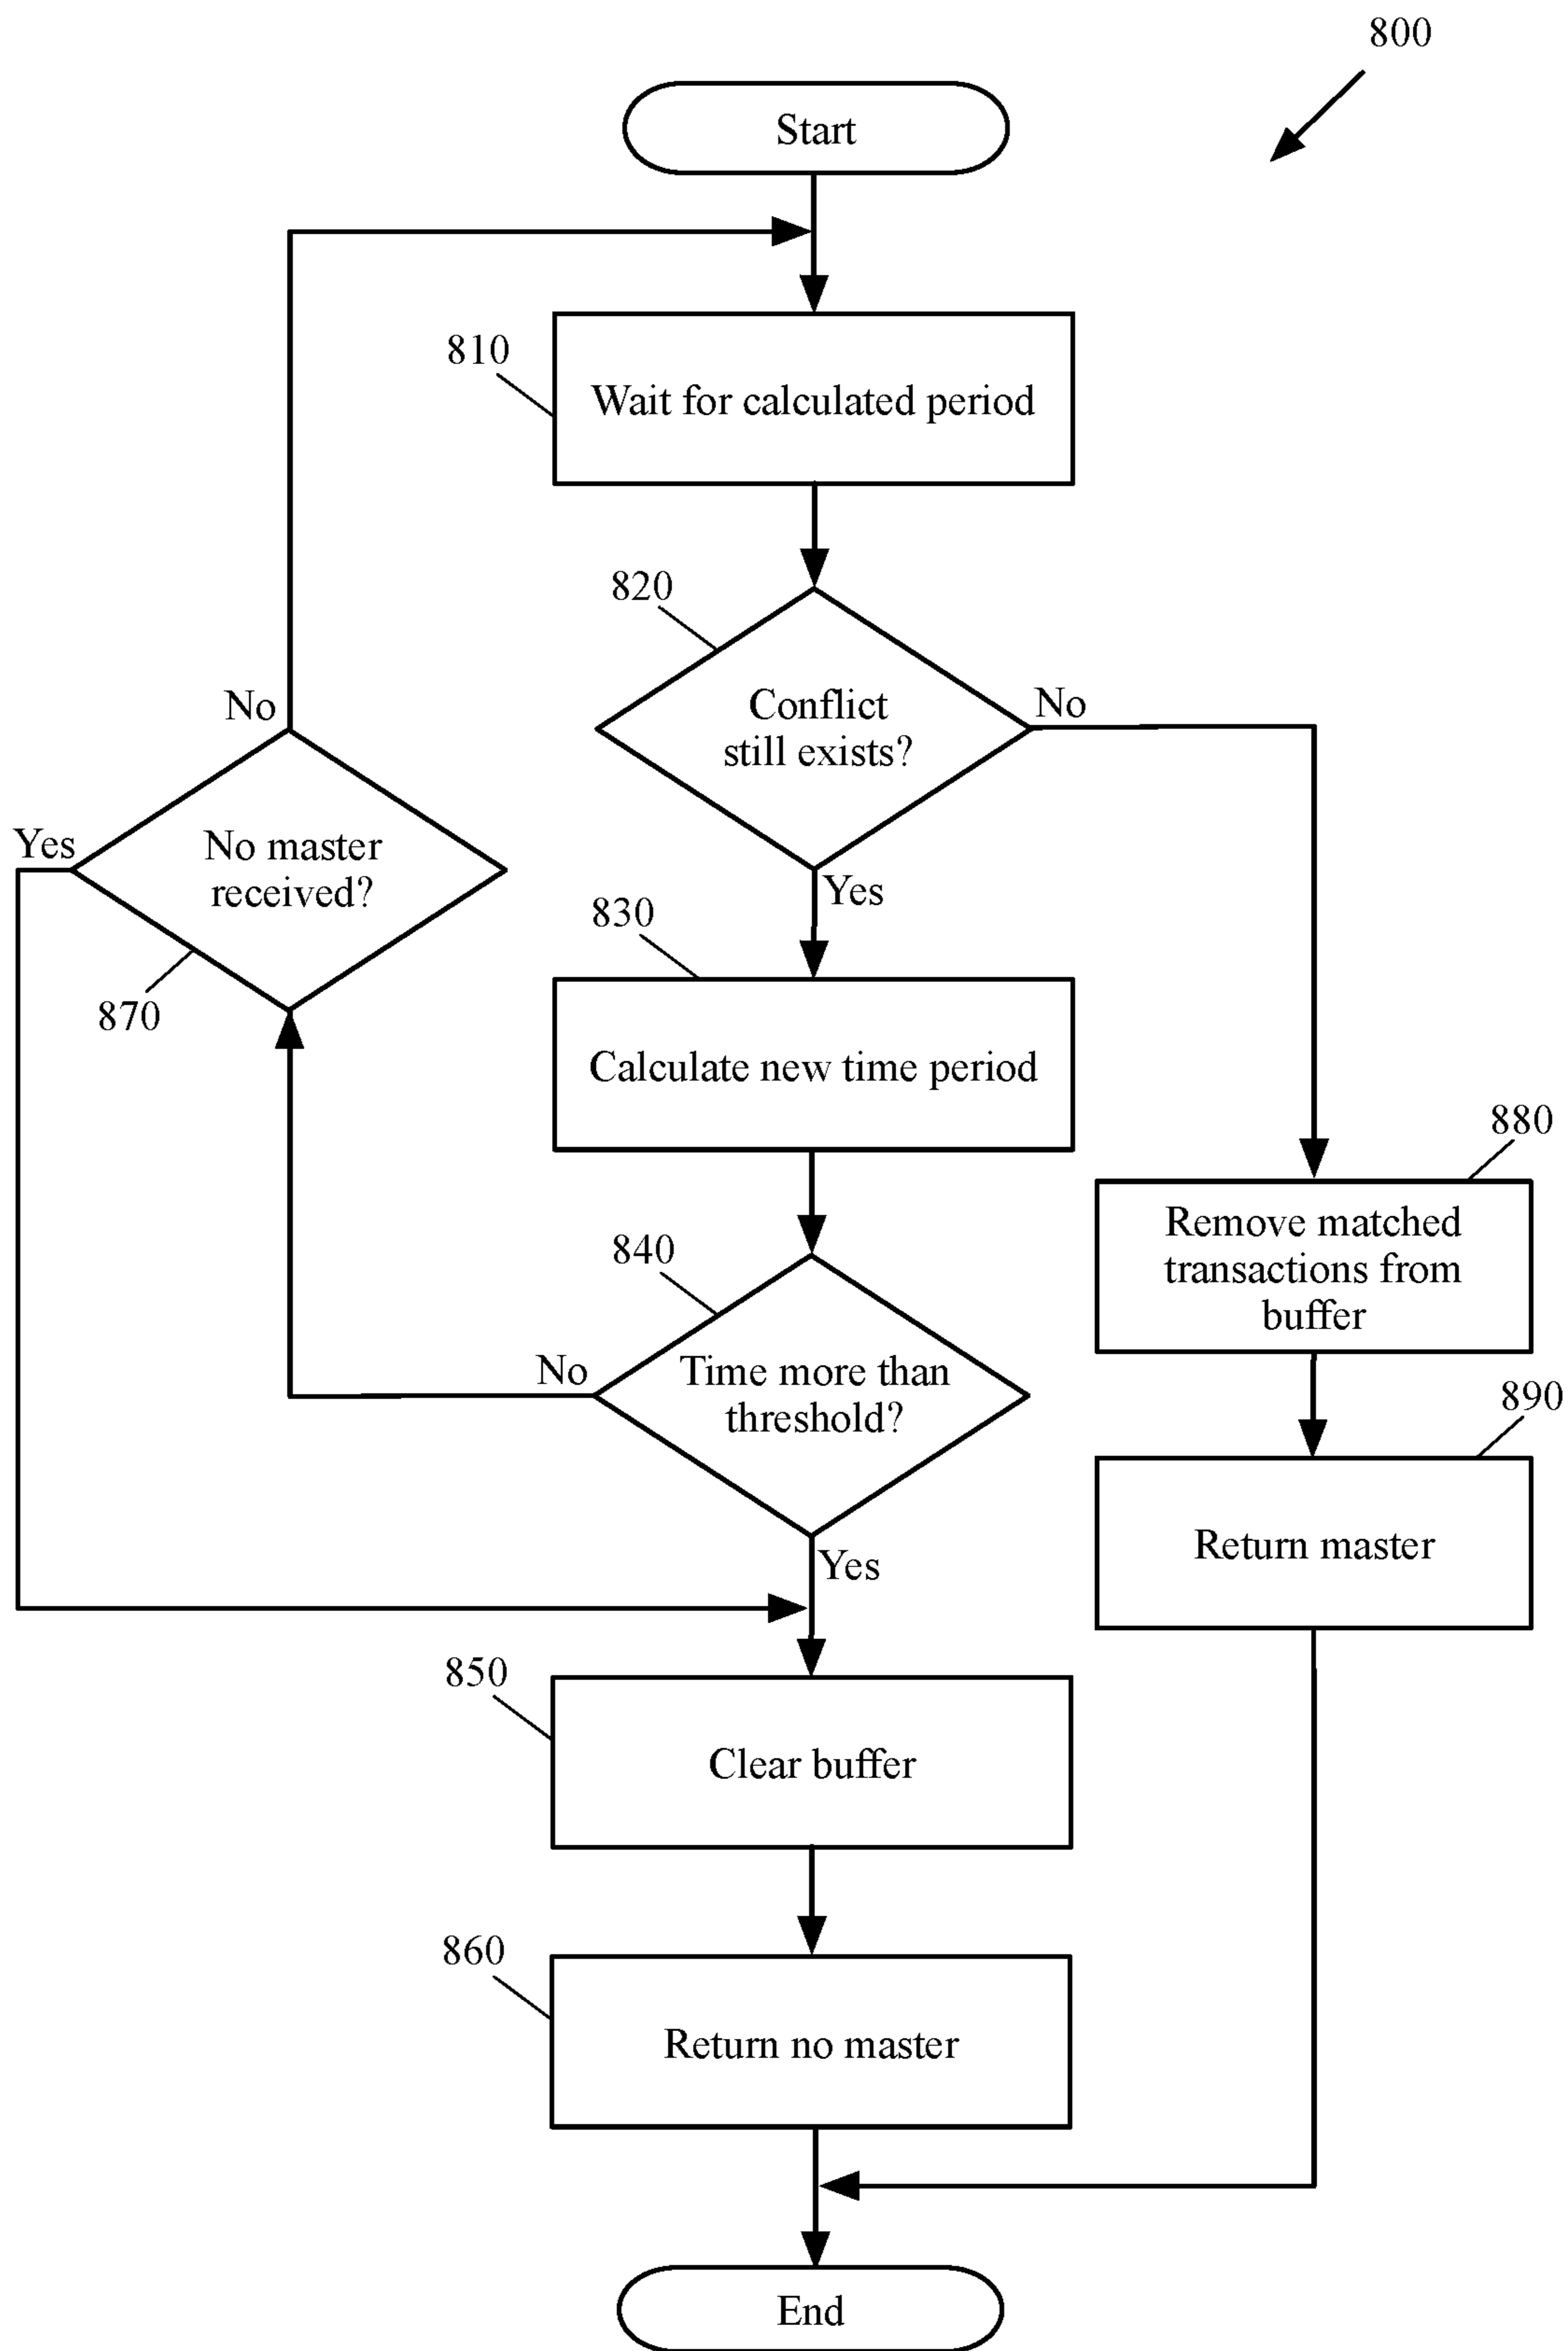 800
Start
810
Wait for calculated period
820
Conflict
still exists?
No
No
Yes
No master
received?
870
Yes
830
Calculate new time period
880
Remove matched
transactions from
buffer
840
Time more than
threshold?
No
Yes
890
Return master
850
Clear buffer
860
Return no master
End